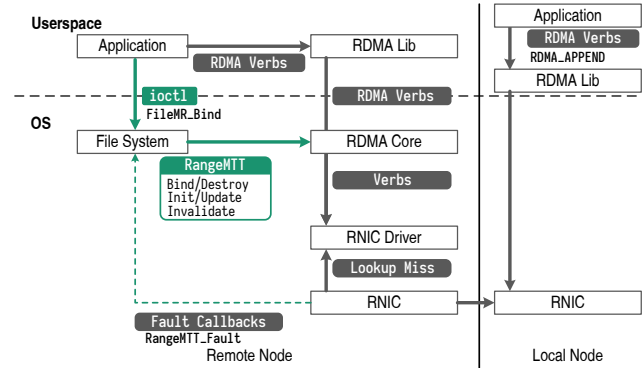 Userspace
Application
RDMA Verbs
RDMA Lib
Application
RDMA Verbs
RDMA_APPEND
RDMA Lib
ioctl
FileMR_Bind
RDMA Verbs
OS
File System
RDMA Core
RangeMTT
Bind/Destroy
Init/Update
Invalidate
Verbs
RNIC Driver
Lookup Miss
RNIC
RNIC
Fault Callbacks
RangeMTT_Fault
Remote Node
Local Node